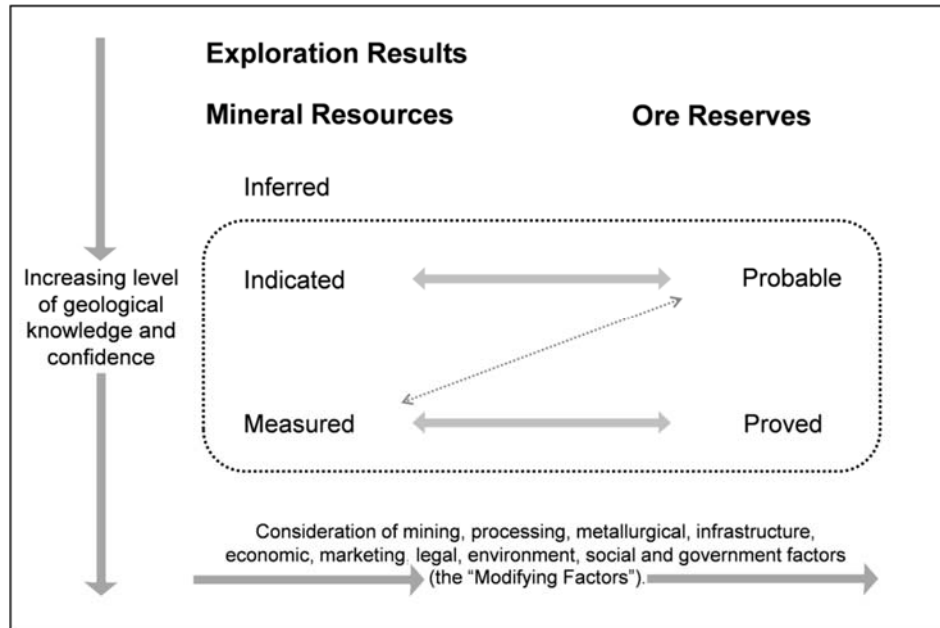 Exploration Results
Mineral Resources
Ore Reserves
Inferred
Increasing level
of geological
knowledge and
confidence
Indicated
Probable
Measured
Proved
Consideration of mining, processing, metallurgical, infrastructure,
economic, marketing, legal, environment, social and government factors
(the “Modifying Factors”).